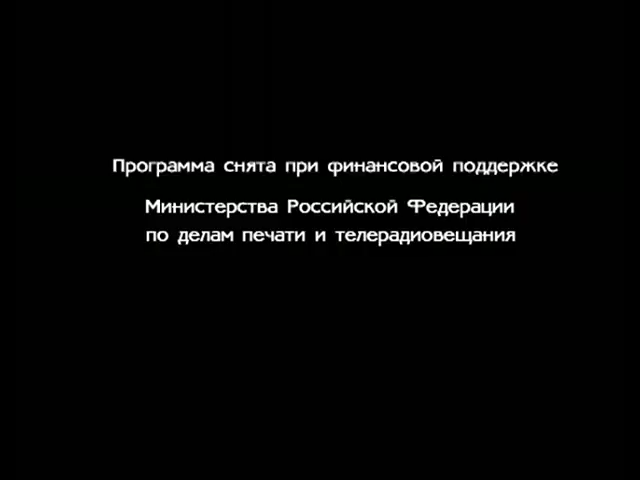 Программа снята при финансовой поддержке
Министерства Российской Федерации
по делам печати и телерадиовещания